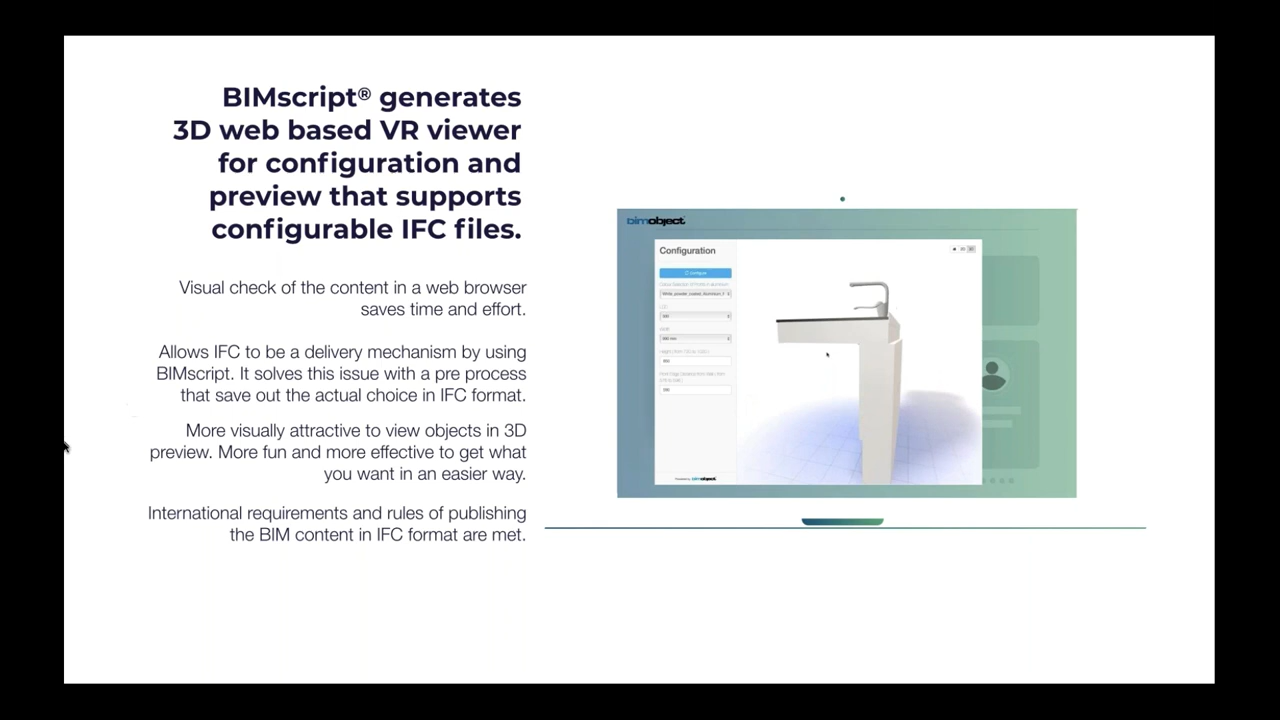 BIMscript® generates
3D web based VR viewer
for configuration and
preview that supports
configurable IFC files.
Visual check of the content in a web browser
saves time and effort.
Allows IFC to be a delivery mechanism by using
BIMscript. It solves this issue with a pre process
that save out the actual choice in IFC format.
More visually attractive to view objects in 3D
preview. More fun and more effective to get what
you want in an easier way.
International requirements and rules of publishing
the BIM content in IFC format are met.
bimobject
Configuration
Configure
Powered by bimobject